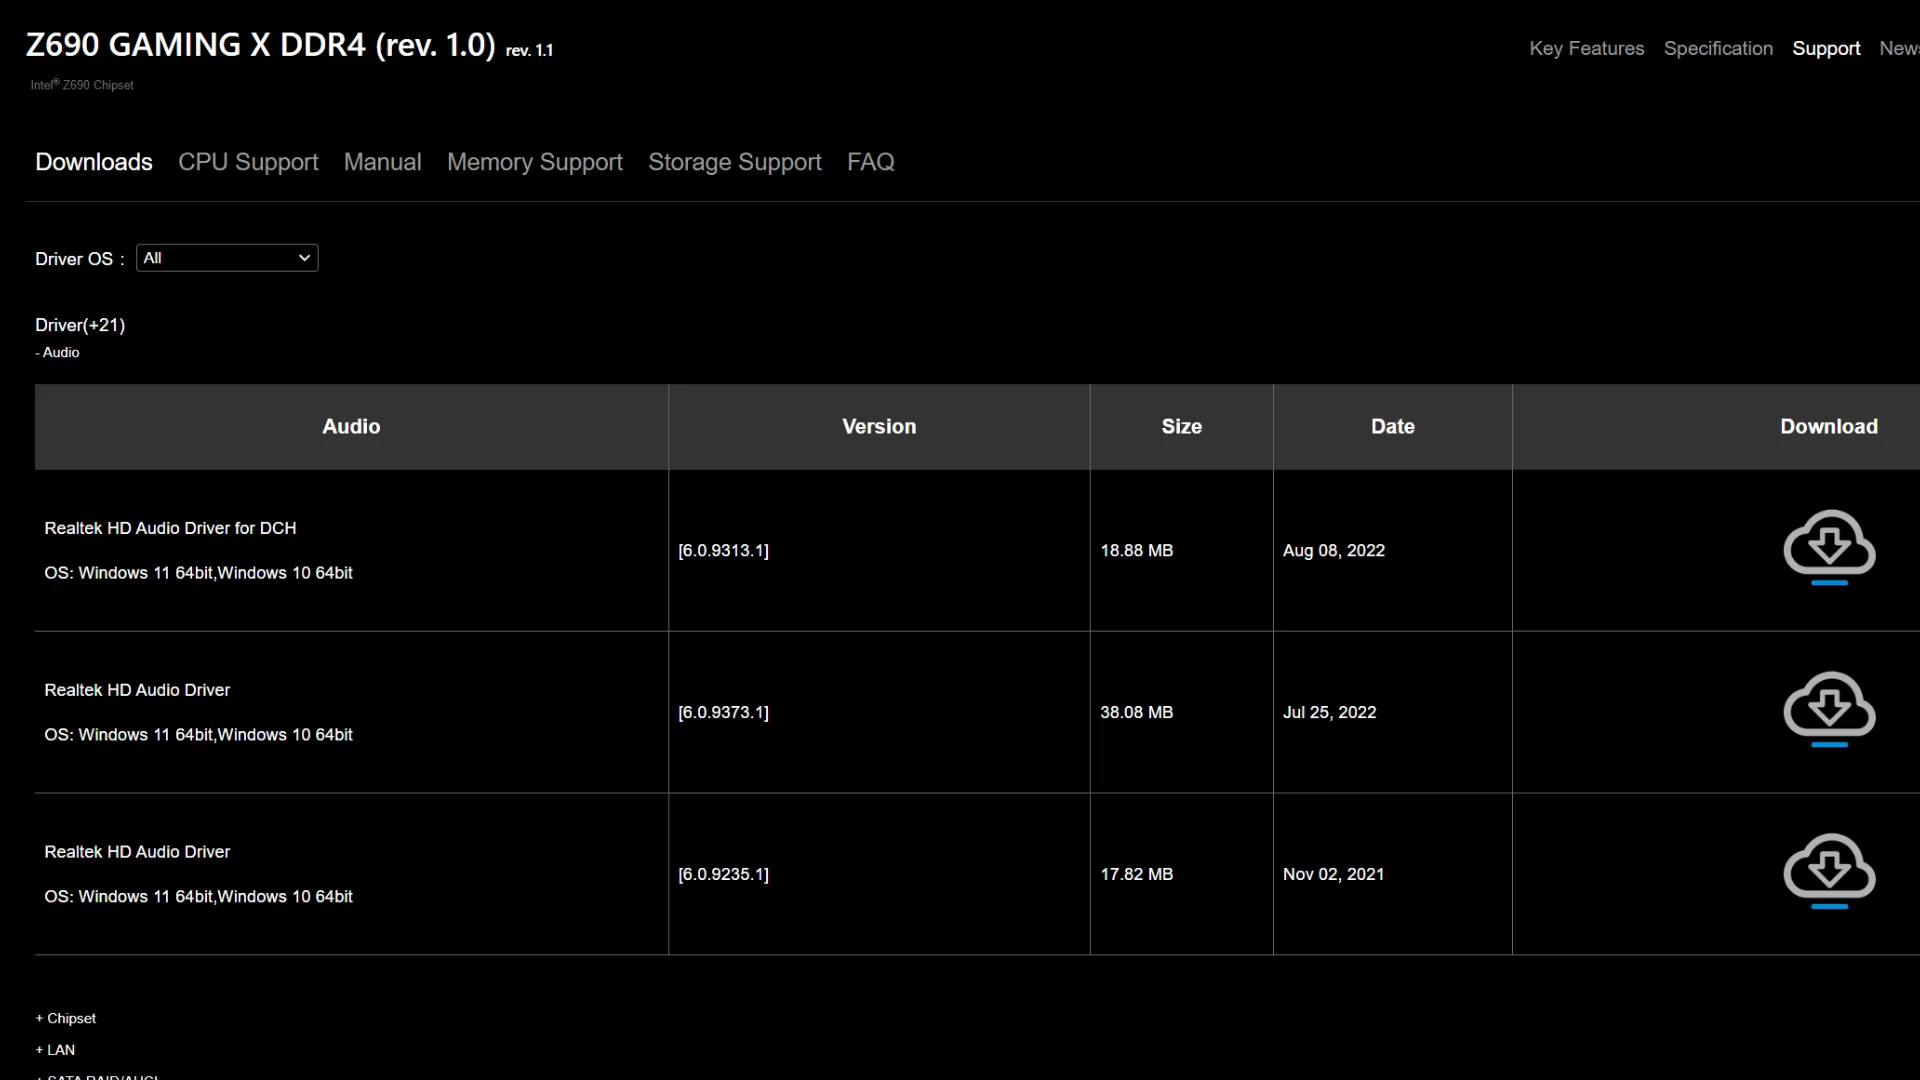 Z690 GAMING X DDR4 (rev. 1.0) rev. 1.1
Key Features Specification Support News
Intel® Z690 Chipset
Downloads CPU Support Manual Memory Support Storage Support FAQ
Driver OS : All
Driver(+21)
- Audio
Audio Version Size Date Download
Realtek HD Audio Driver for DCH
OS: Windows 11 64bit,Windows 10 64bit
[6.0.9313.1] 18.88 MB Aug 08, 2022
Realtek HD Audio Driver
OS: Windows 11 64bit,Windows 10 64bit
[6.0.9373.1] 38.08 MB Jul 25, 2022
Realtek HD Audio Driver
OS: Windows 11 64bit,Windows 10 64bit
[6.0.9235.1] 17.82 MB Nov 02, 2021
+ Chipset
+ LAN
+ SATA RAID/AHCI